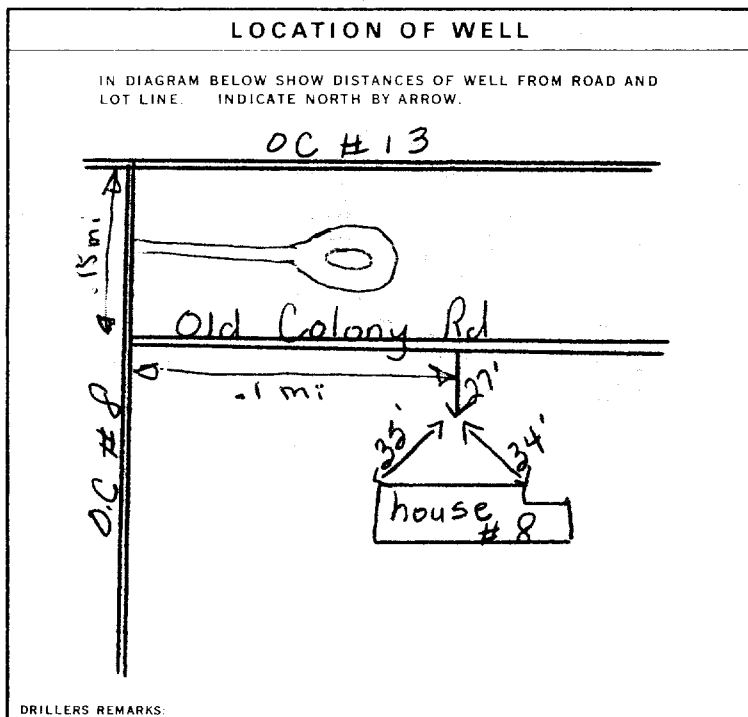 LOCATION OF WELL
IN DIAGRAM BELOW SHOW DISTANCES OF WELL FROM ROAD AND
LOT LINE. INDICATE NORTH BY ARROW.
OC # 13
.15 mi
Old Colony Rd
.1 mi
27'
O.C # 8
35'
34'
house
# 8
DRILLERS REMARKS: